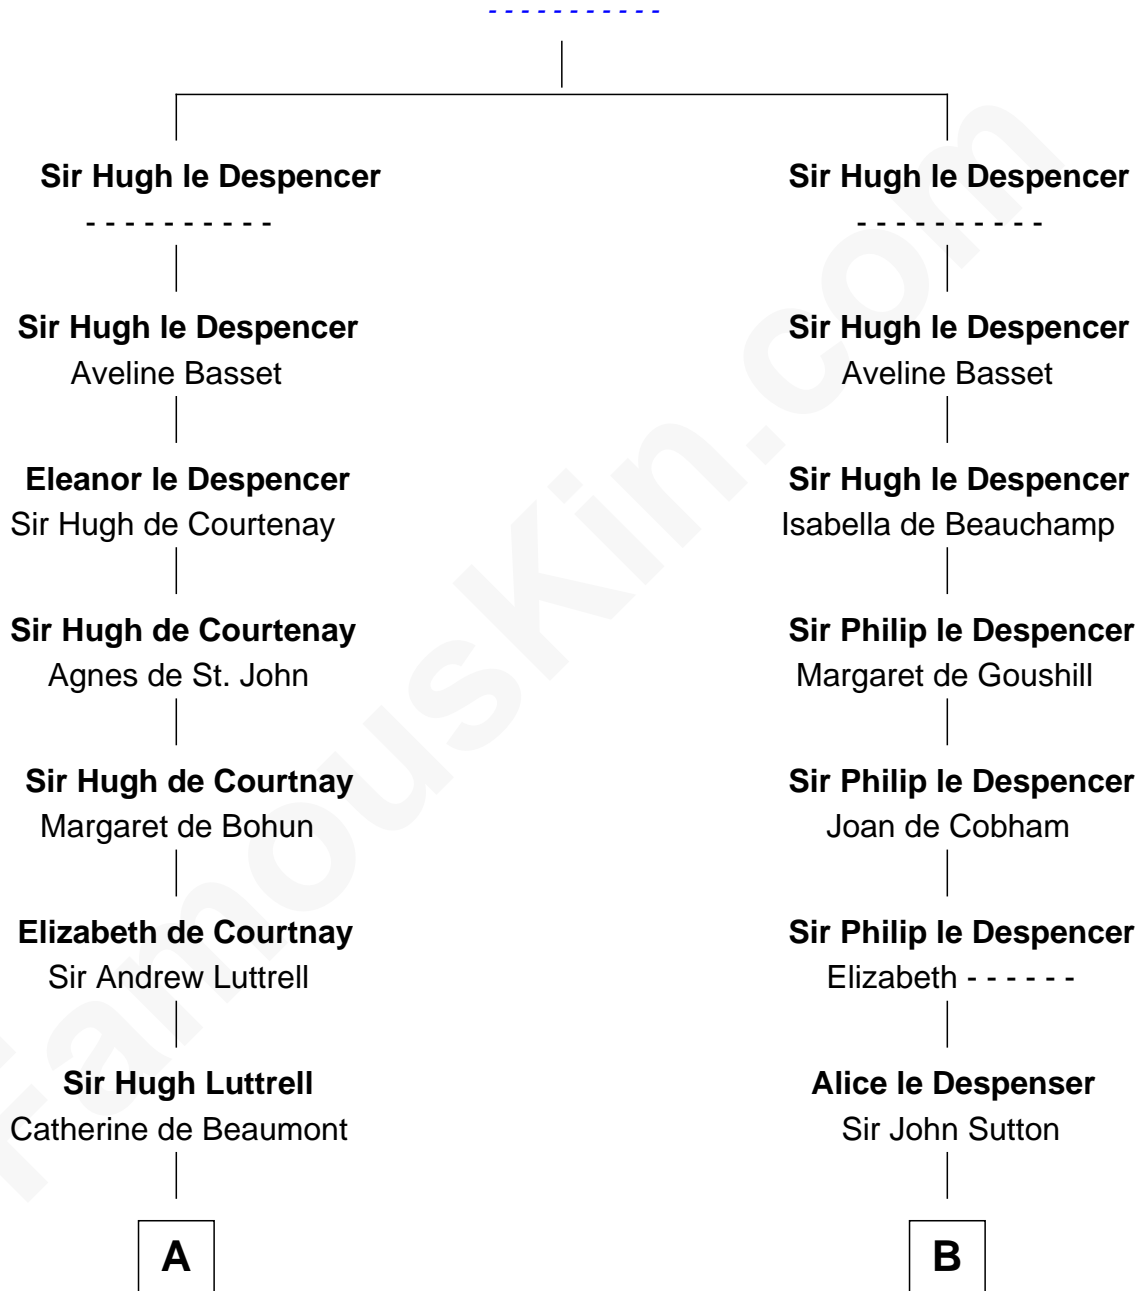 - - - - - - - - - - -
Sir Hugh le Despencer
- - - - - - - - - -
Sir Hugh le Despencer
Aveline Basset
Eleanor le Despencer
Sir Hugh de Courtenay
Sir Hugh de Courtenay
Agnes de St. John
Sir Hugh de Courtnay
Margaret de Bohun
Elizabeth de Courtnay
Sir Andrew Luttrell
Sir Hugh Luttrell
Catherine de Beaumont
A
Sir Hugh le Despencer
- - - - - - - - - -
Sir Hugh le Despencer
Aveline Basset
Sir Hugh le Despencer
Isabella de Beauchamp
Sir Philip le Despencer
Margaret de Goushill
Sir Philip le Despencer
Joan de Cobham
Sir Philip le Despencer
Elizabeth - - - - - -
Alice le Despenser
Sir John Sutton
B
FamousKin.com